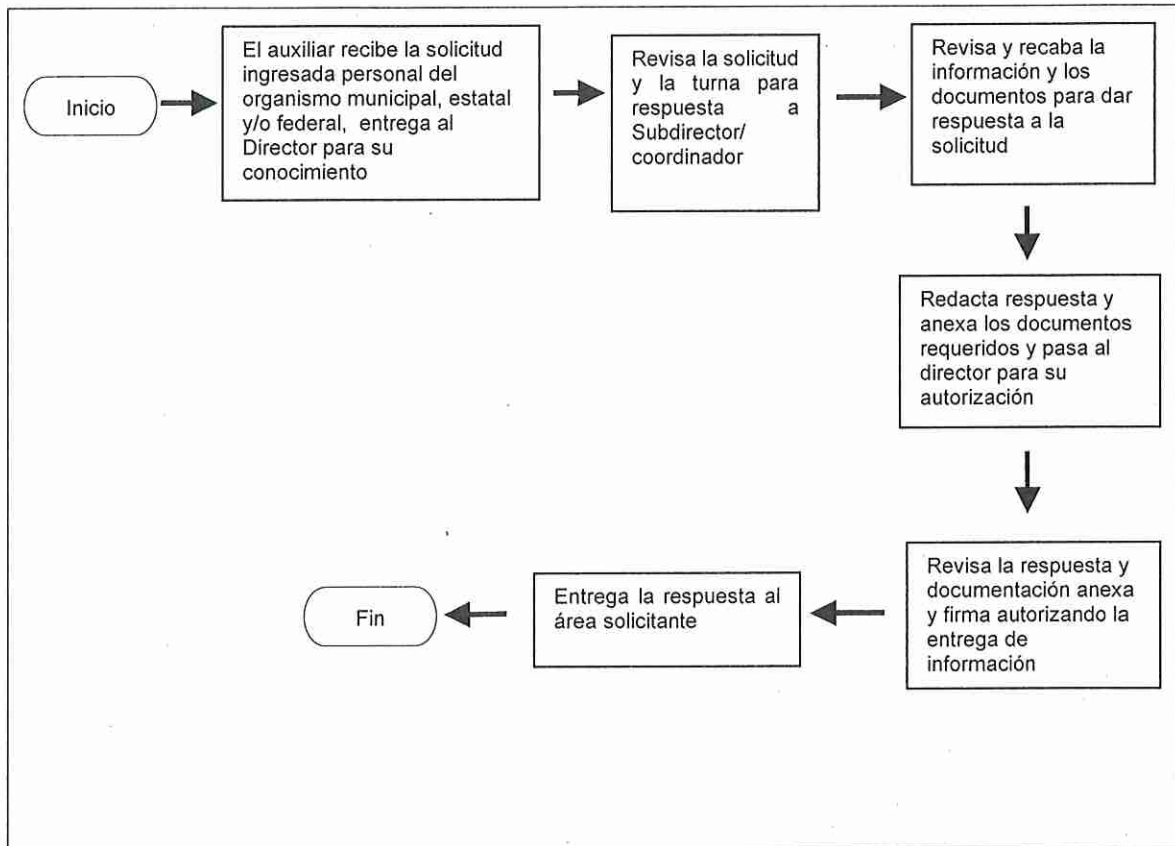 Inicio
El auxiliar recibe la solicitud
ingresada personal del
organismo municipal, estatal
y/o federal, entrega al
Director para su
conocimiento
Revisa la solicitud
y la turna para
respuesta a
Subdirector/
coordinador
Revisa y recaba la
información y los
documentos para dar
respuesta a la
solicitud
Redacta respuesta y
anexa los documentos
requeridos y pasa al
director para su
autorización
Revisa la respuesta y
documentación anexa
y firma autorizando la
entrega de
información
Entrega la respuesta al
área solicitante
Fin